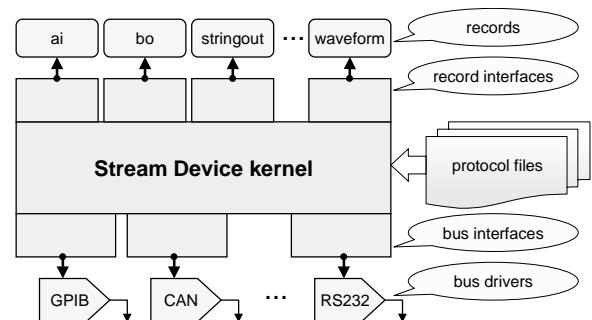 ai bo stringout ... waveform records
record interfaces
Stream Device kernel protocol files
bus interfaces
GPIB CAN ... RS232 bus drivers